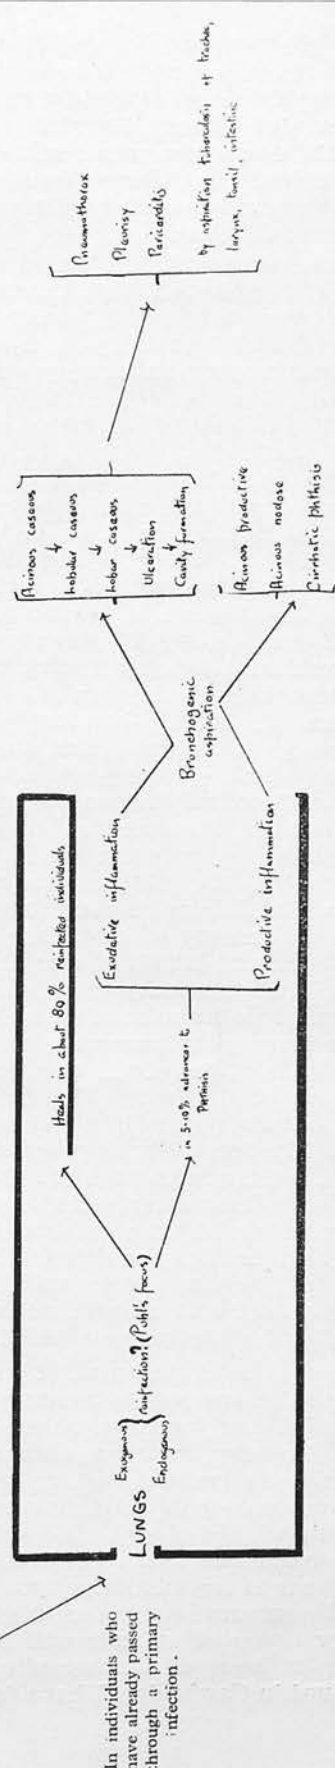 In individuals who
have already passed
through a primary
infection.
LUNGS
Exogenous
Endogenous
reinfection? (Puhl's focus)
Heals in about 80% reinfected individuals
in 5-10% advances to
Phthisis
Exudative inflammation
Productive inflammation
Bronchogenic
aspiration
Acinous caseous
↓
Lobular caseous
↓
Lobar caseous
↓
Ulceration
↓
Cavity formation
Acinous productive
Acinous nodose
Cirrhotic phthisis
Pneumothorax
Pleurisy
Pericarditis
by aspiration tuberculosis of trachea,
larynx, tonsil, intestine